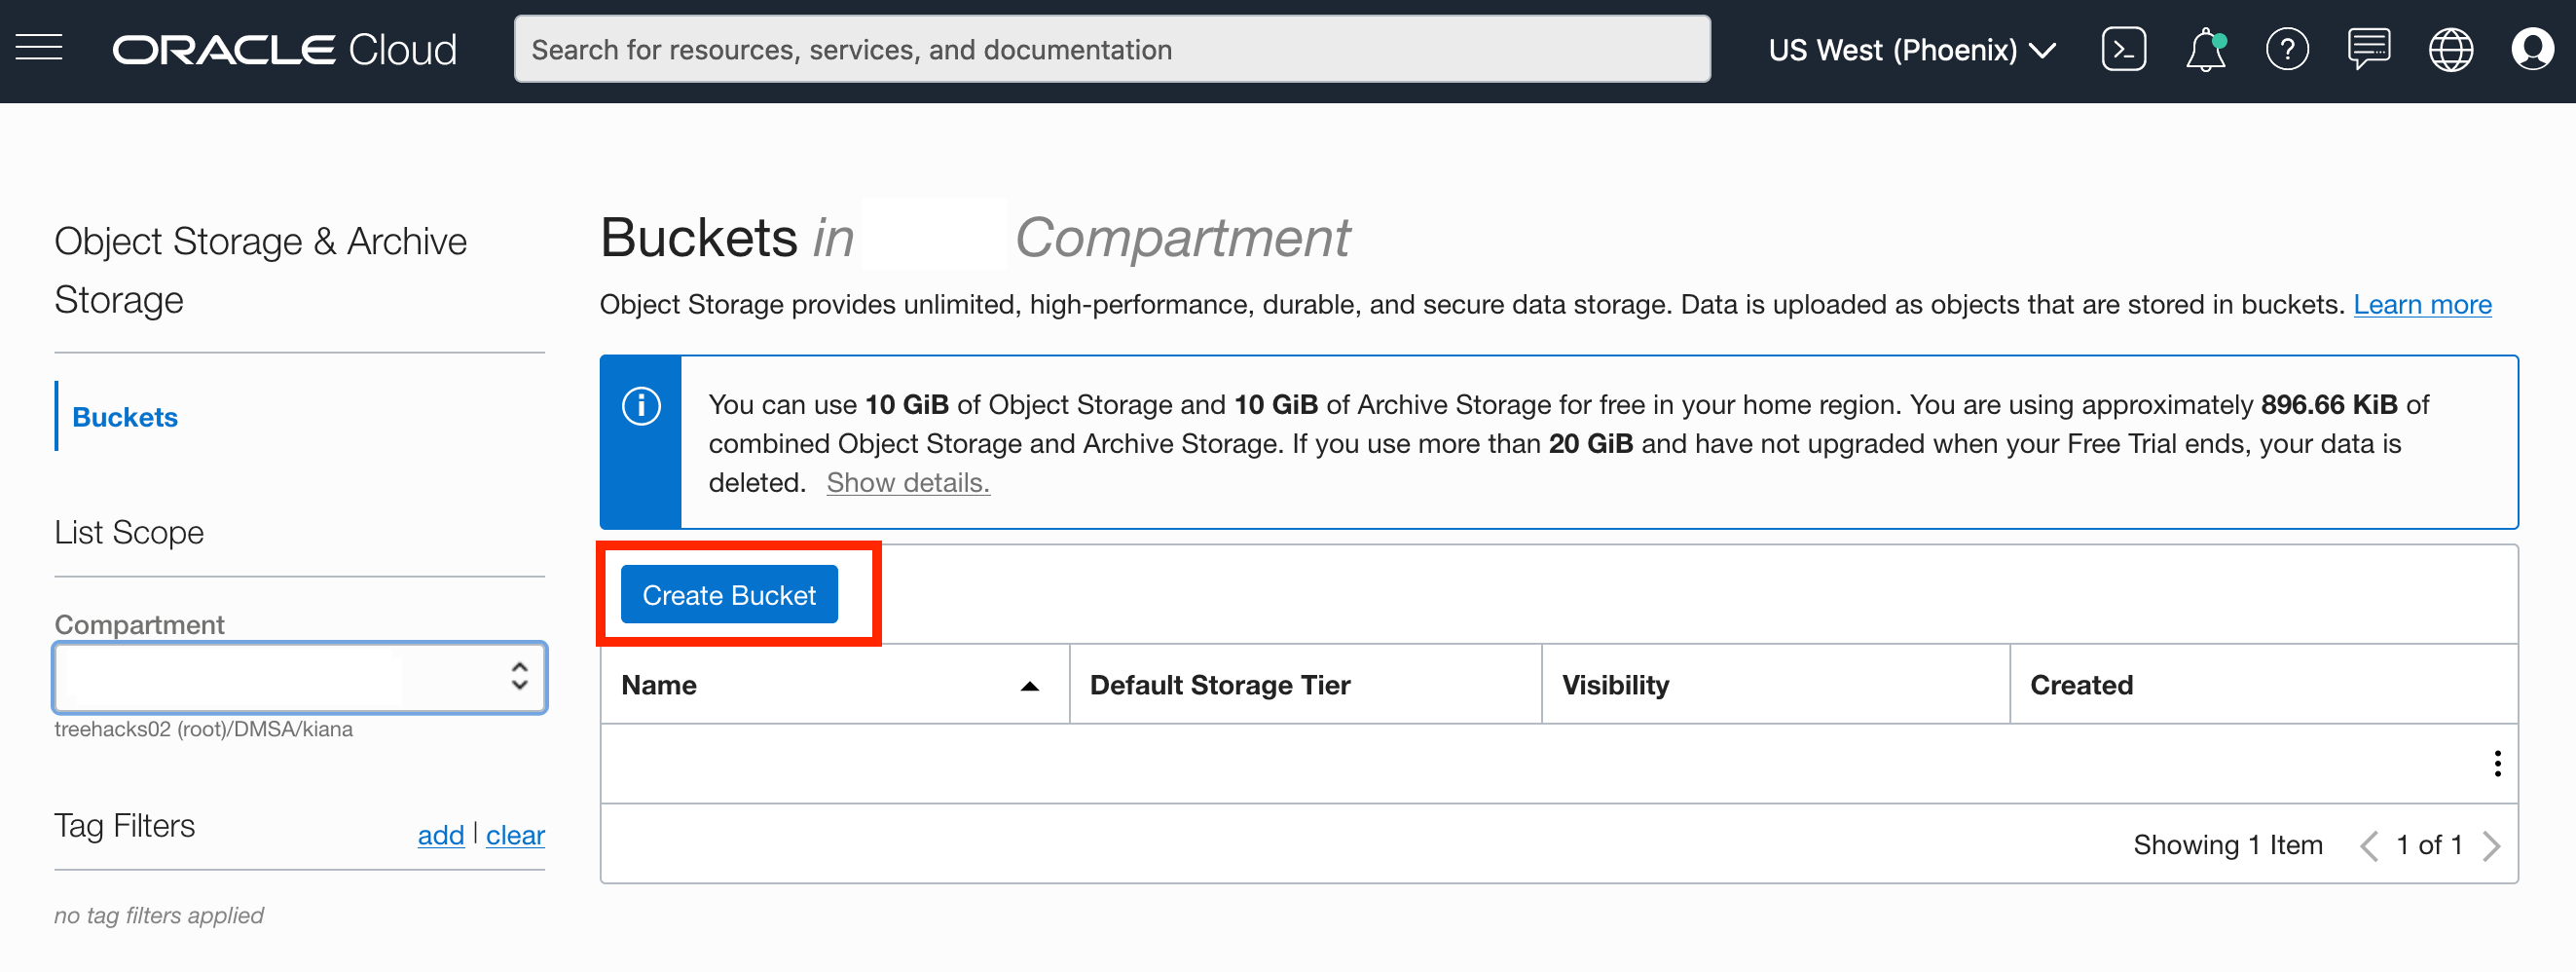 ORACLE Cloud
Search for resources, services, and documentation
US West (Phoenix)
Object Storage & Archive
Storage
Buckets
List Scope
Compartment
treehacks02 (root)/DMSA/kiana
Tag Filters
add | clear
no tag filters applied
Buckets in Compartment
Object Storage provides unlimited, high-performance, durable, and secure data storage. Data is uploaded as objects that are stored in buckets. Learn more
You can use 10 GiB of Object Storage and 10 GiB of Archive Storage for free in your home region. You are using approximately 896.66 KiB of
combined Object Storage and Archive Storage. If you use more than 20 GiB and have not upgraded when your Free Trial ends, your data is
deleted. Show details.
Create Bucket
Name Default Storage Tier Visibility Created
Showing 1 Item 1 of 1